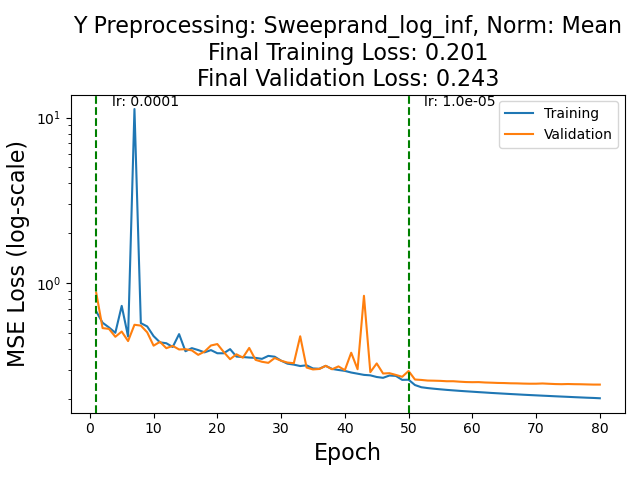 Y Preprocessing: Sweeprand_log_inf, Norm: Mean
Final Training Loss: 0.201
Final Validation Loss: 0.243
lr: 0.0001
lr: 1.0e-05
Training
Validation
MSE Loss (log-scale)
10¹
10⁰
0 10 20 30 40 50 60 70 80
Epoch